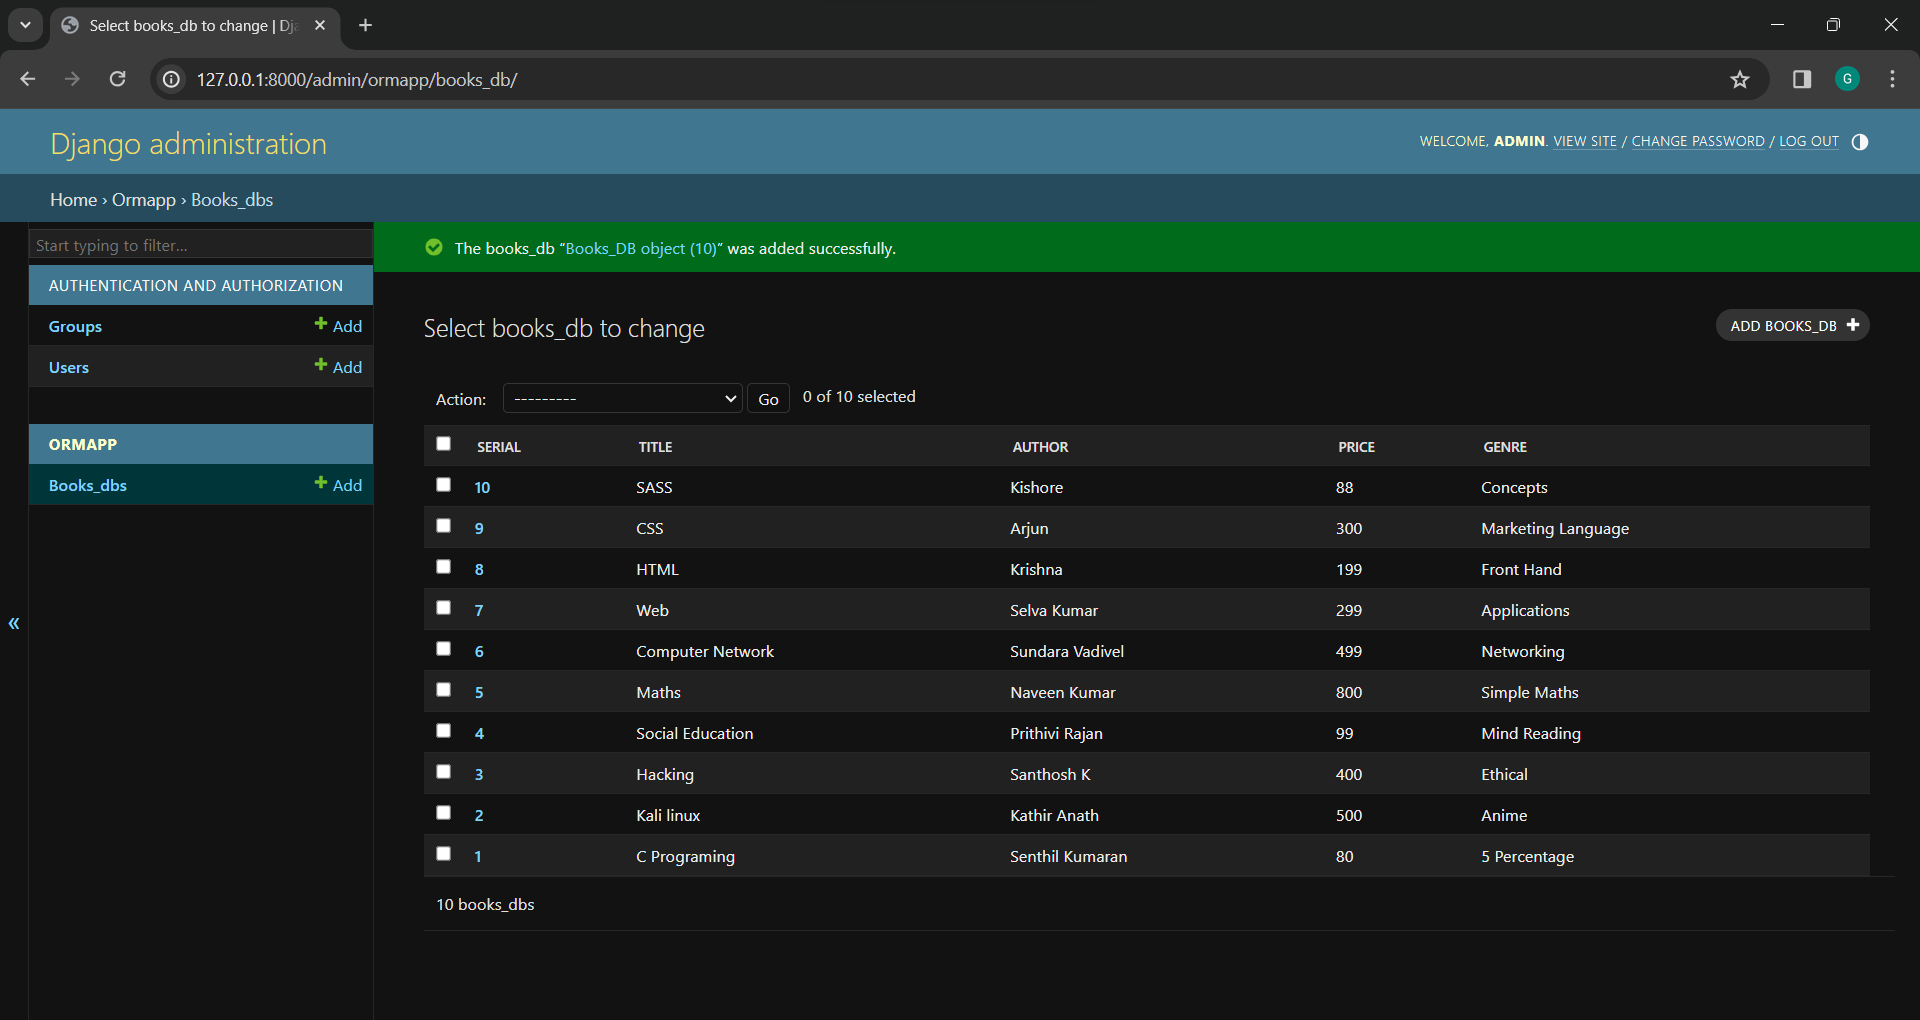 Select books_db to change | Dja
127.0.0.1:8000/admin/ormapp/books_db/
G
Django administration
WELCOME, ADMIN. VIEW SITE / CHANGE PASSWORD / LOG OUT
Home › Ormapp › Books_dbs
Start typing to filter...
AUTHENTICATION AND AUTHORIZATION
Groups + Add
Users + Add
ORMAPP
Books_dbs + Add
«
The books_db “Books_DB object (10)” was added successfully.
Select books_db to change
ADD BOOKS_DB +
Action: --------- Go 0 of 10 selected
SERIAL TITLE AUTHOR PRICE GENRE
10 SASS Kishore 88 Concepts
9 CSS Arjun 300 Marketing Language
8 HTML Krishna 199 Front Hand
7 Web Selva Kumar 299 Applications
6 Computer Network Sundara Vadivel 499 Networking
5 Maths Naveen Kumar 800 Simple Maths
4 Social Education Prithivi Rajan 99 Mind Reading
3 Hacking Santhosh K 400 Ethical
2 Kali linux Kathir Anath 500 Anime
1 C Programing Senthil Kumaran 80 5 Percentage
10 books_dbs